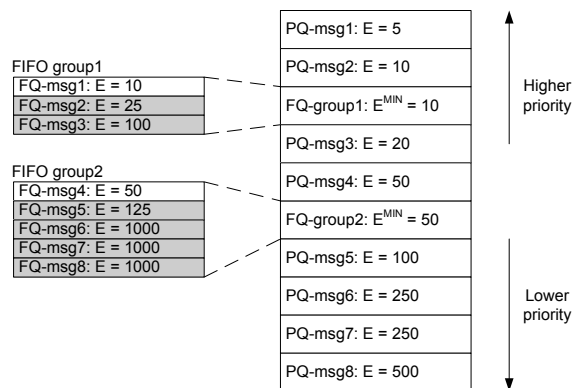 FIFO group1
FQ-msg1: E = 10
FQ-msg2: E = 25
FQ-msg3: E = 100
FIFO group2
FQ-msg4: E = 50
FQ-msg5: E = 125
FQ-msg6: E = 1000
FQ-msg7: E = 1000
FQ-msg8: E = 1000
PQ-msg1: E = 5
PQ-msg2: E = 10
FQ-group1: E^MIN = 10
PQ-msg3: E = 20
PQ-msg4: E = 50
FQ-group2: E^MIN = 50
PQ-msg5: E = 100
PQ-msg6: E = 250
PQ-msg7: E = 250
PQ-msg8: E = 500
Higher
priority
Lower
priority